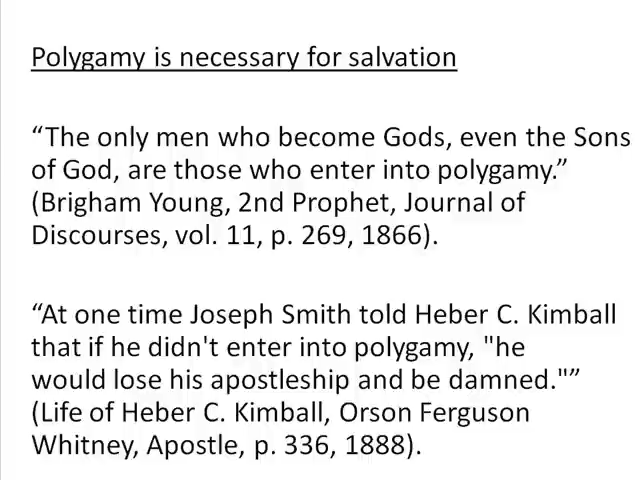 Polygamy is necessary for salvation
“The only men who become Gods, even the Sons
of God, are those who enter into polygamy.”
(Brigham Young, 2nd Prophet, Journal of
Discourses, vol. 11, p. 269, 1866).
“At one time Joseph Smith told Heber C. Kimball
that if he didn't enter into polygamy, "he
would lose his apostleship and be damned."”
(Life of Heber C. Kimball, Orson Ferguson
Whitney, Apostle, p. 336, 1888).